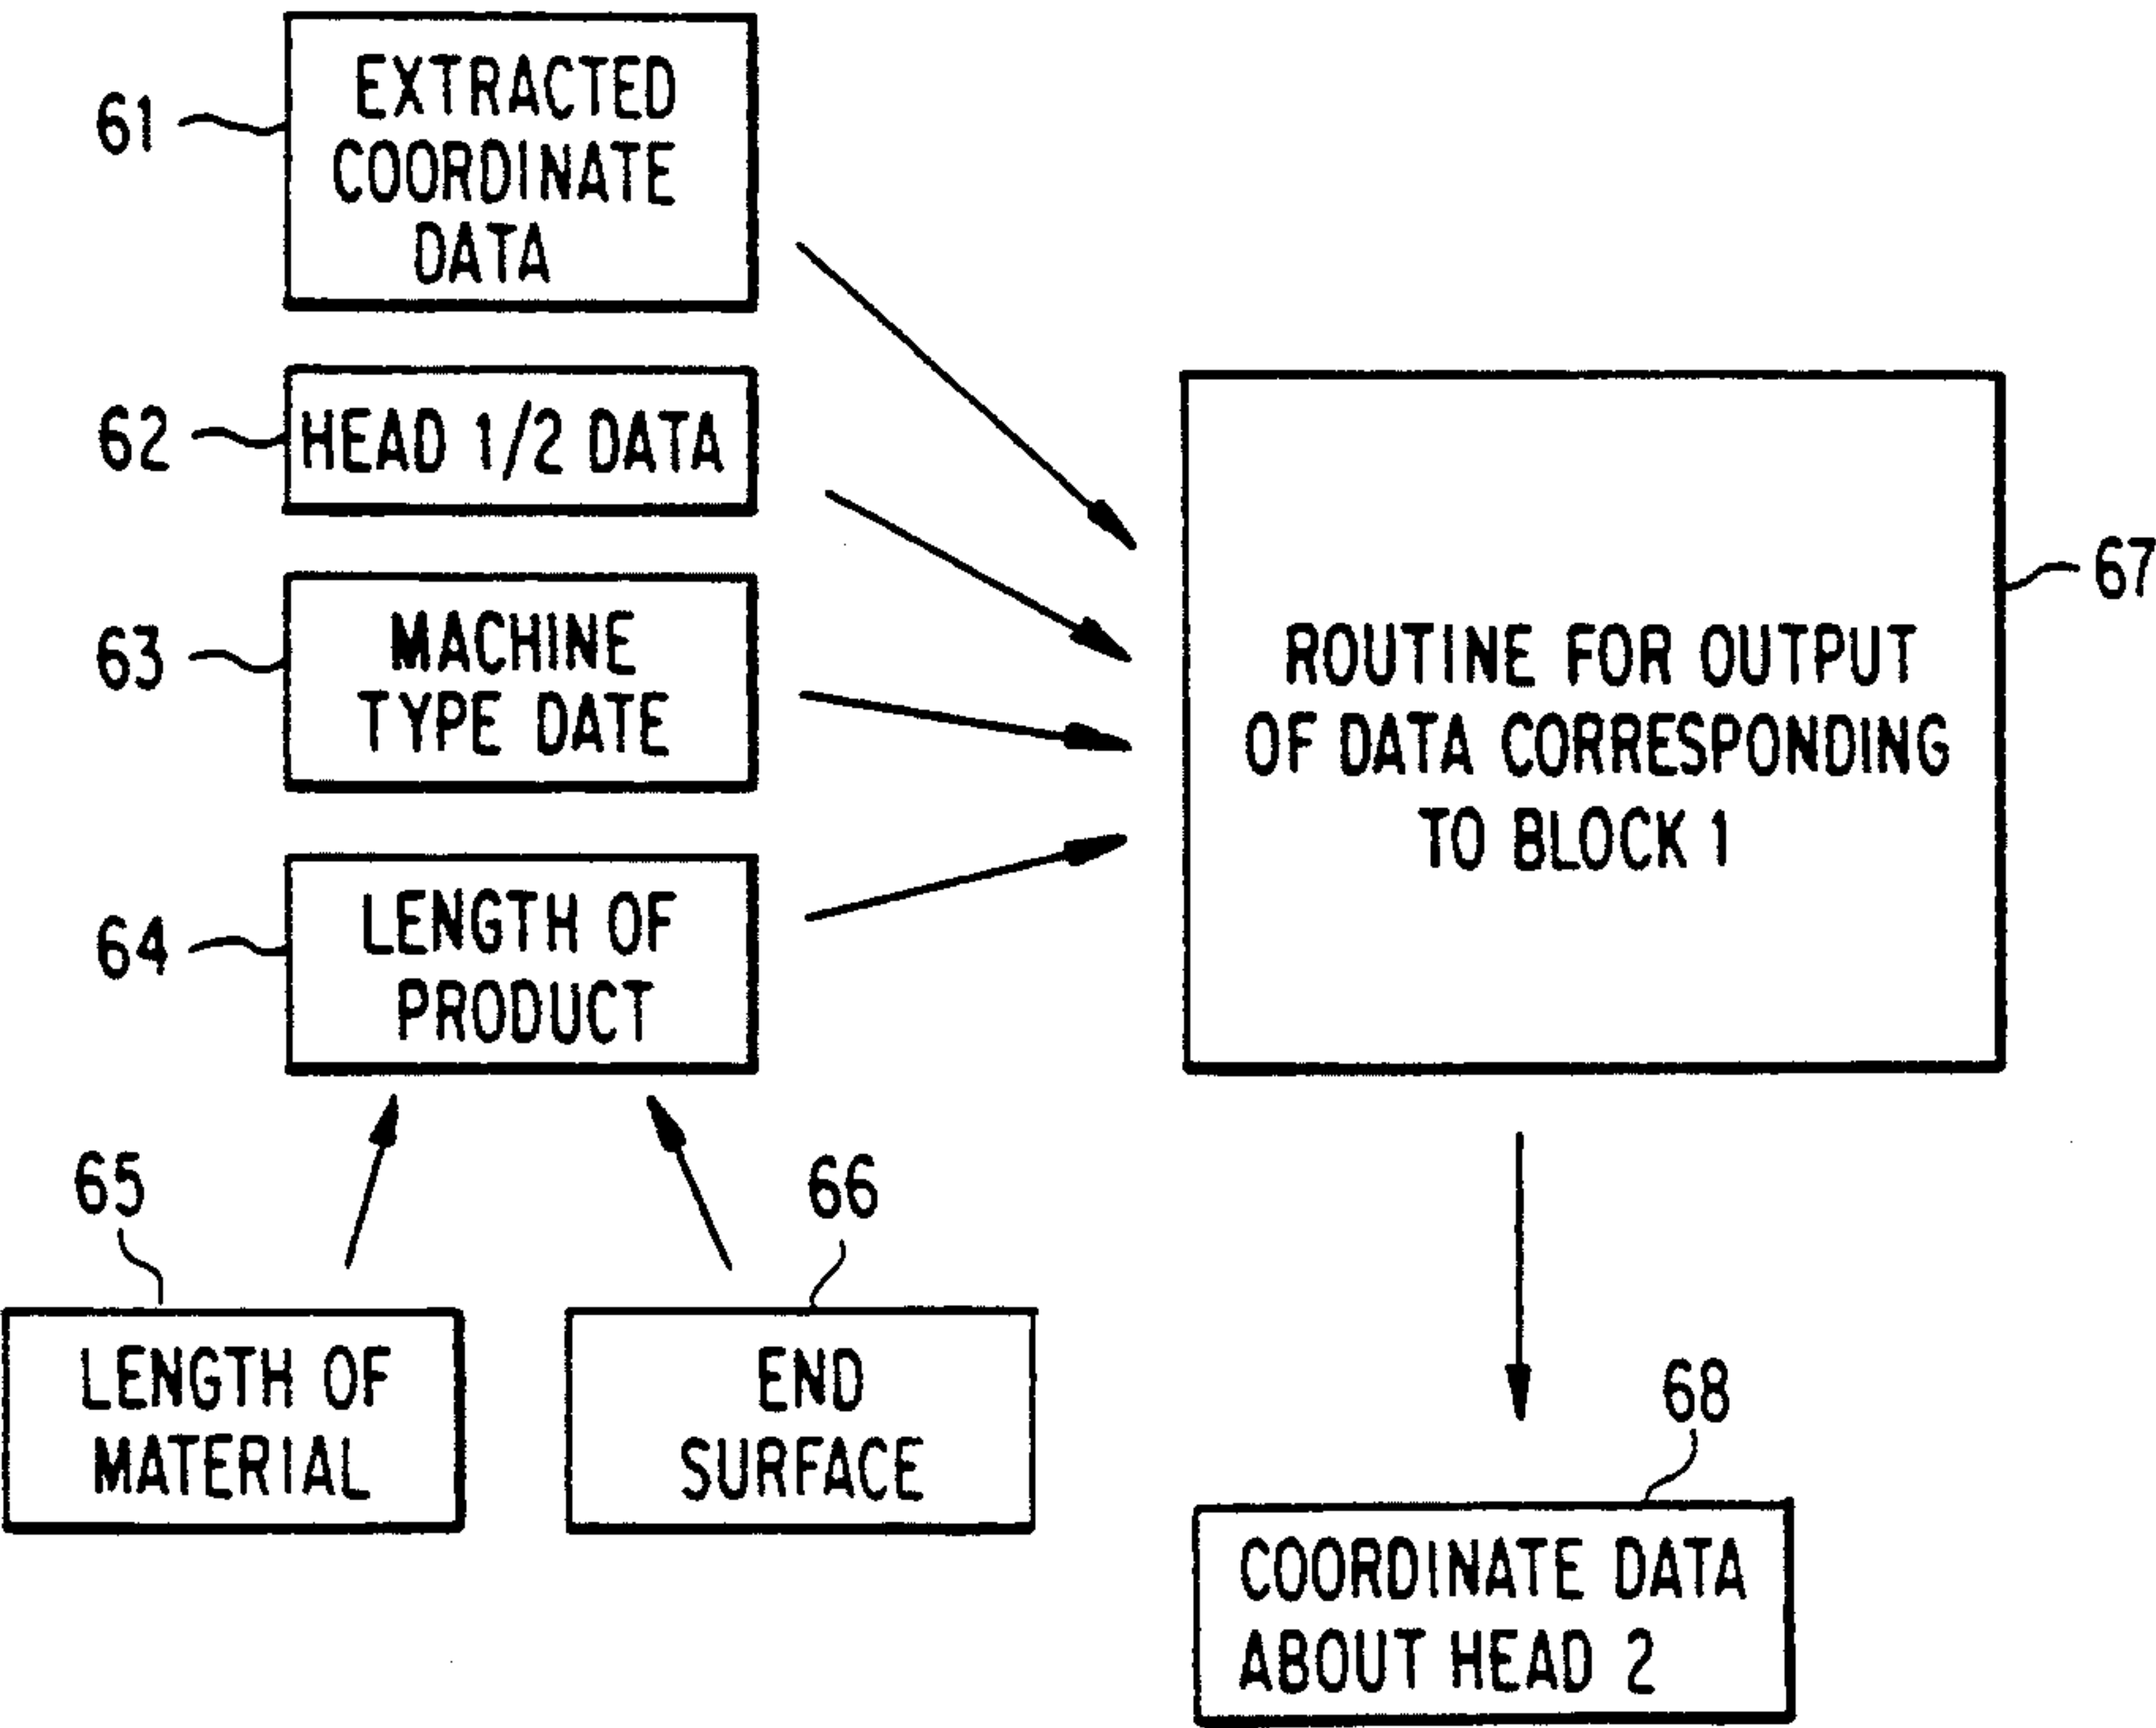 61
EXTRACTED
COORDINATE
DATA
62
HEAD 1/2 DATA
63
MACHINE
TYPE DATE
64
LENGTH OF
PRODUCT
67
ROUTINE FOR OUTPUT
OF DATA CORRESPONDING
TO BLOCK 1
65
LENGTH OF
MATERIAL
66
END
SURFACE
68
COORDINATE DATA
ABOUT HEAD 2